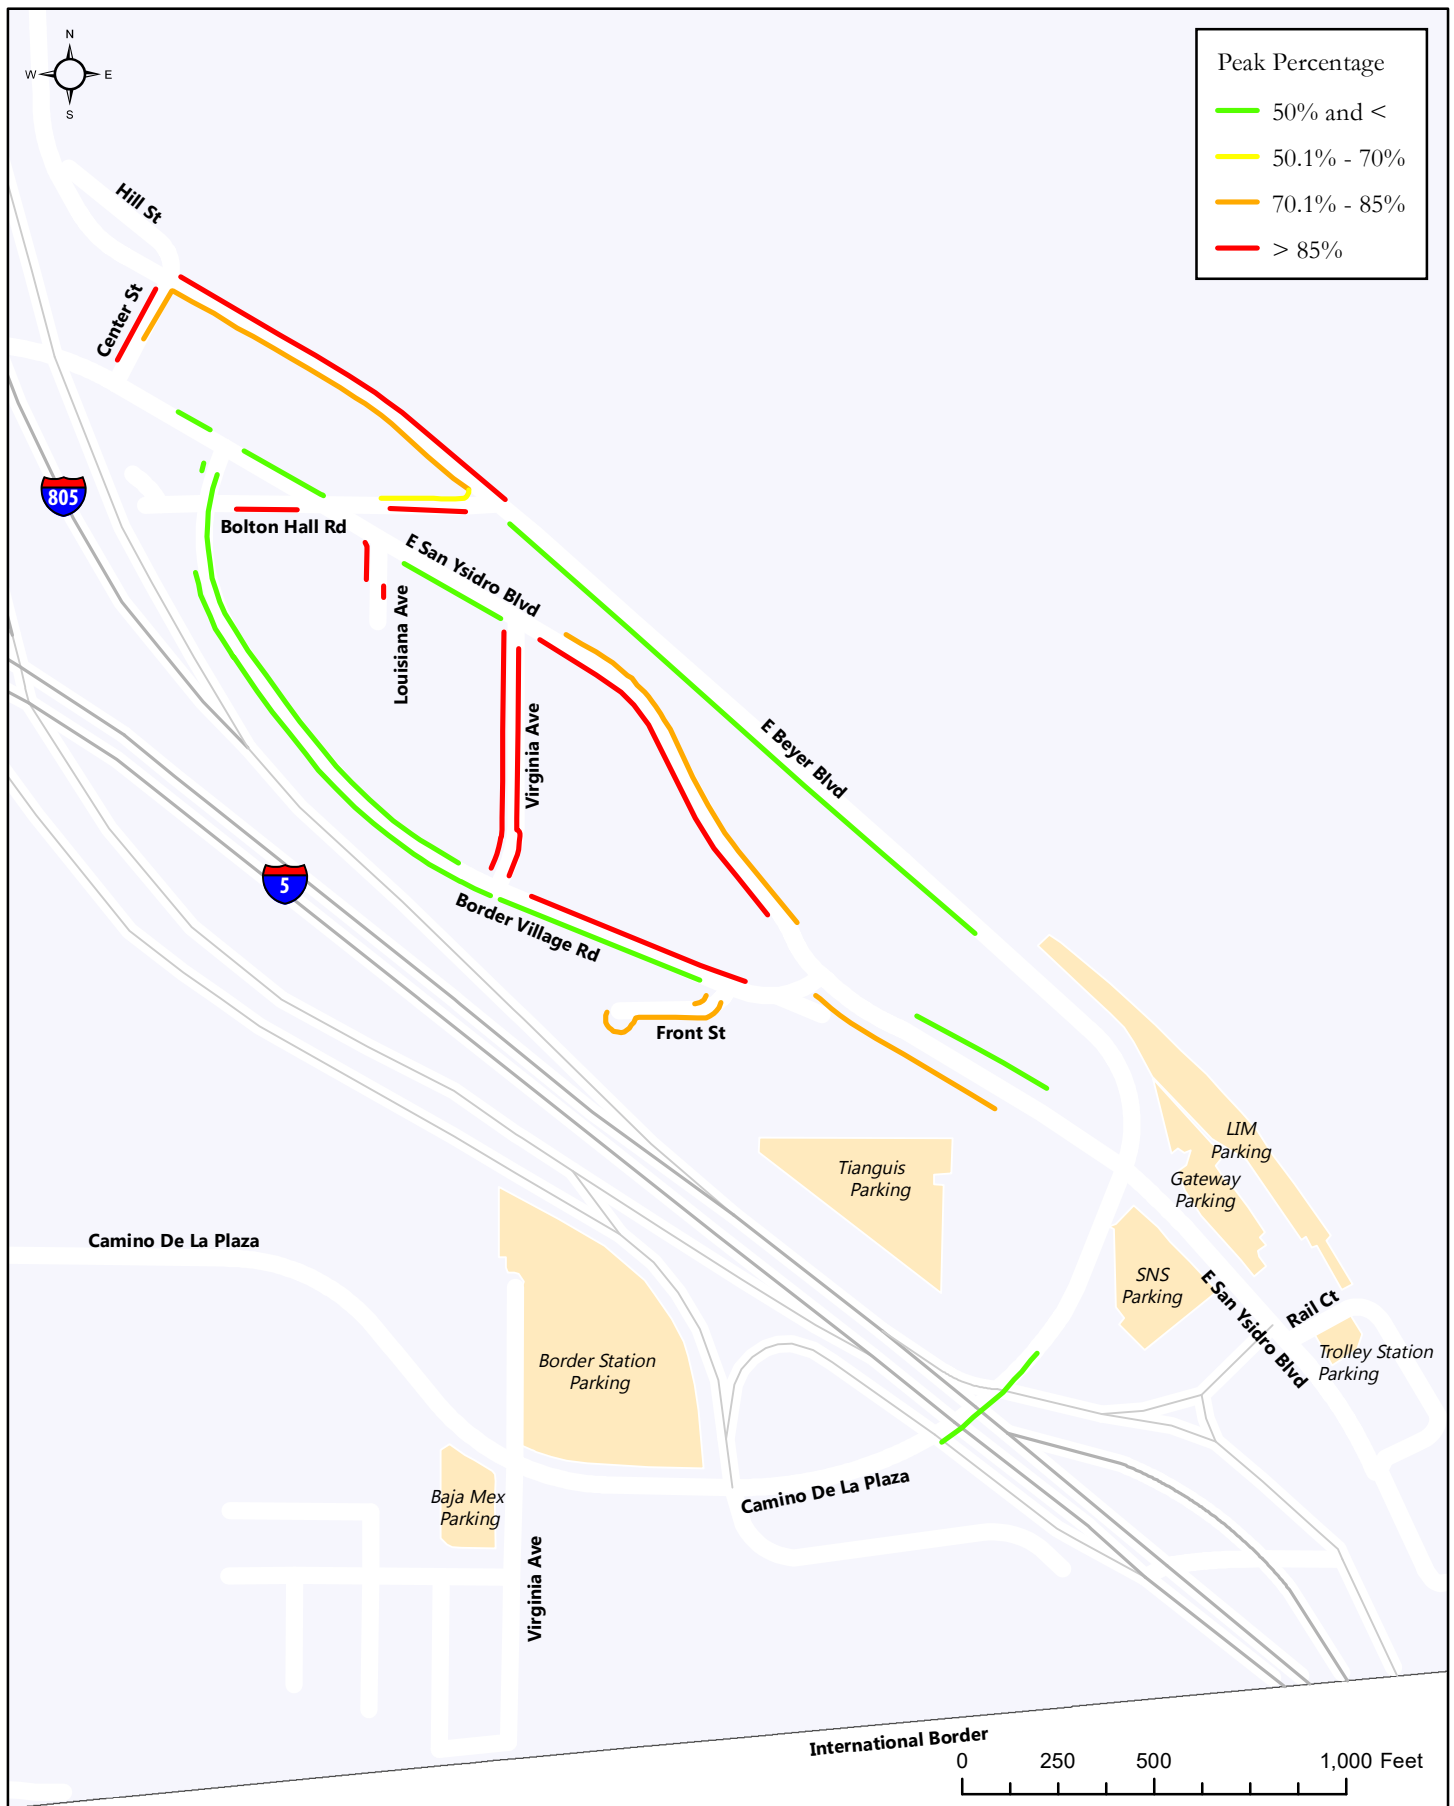 N
W
E
S
Peak Percentage
50% and <
50.1% - 70%
70.1% - 85%
> 85%
Hill St
Center St
805
Bolton Hall Rd
E San Ysidro Blvd
Louisiana Ave
Virginia Ave
E Beyer Blvd
5
Border Village Rd
Front St
LIM
Parking
Tianguis
Parking
Gateway
Parking
Camino De La Plaza
SNS
Parking
E San Ysidro Blvd
Rail Ct
Trolley Station
Parking
Border Station
Parking
Baja Mex
Parking
Camino De La Plaza
Virginia Ave
International Border
0
250
500
1,000 Feet